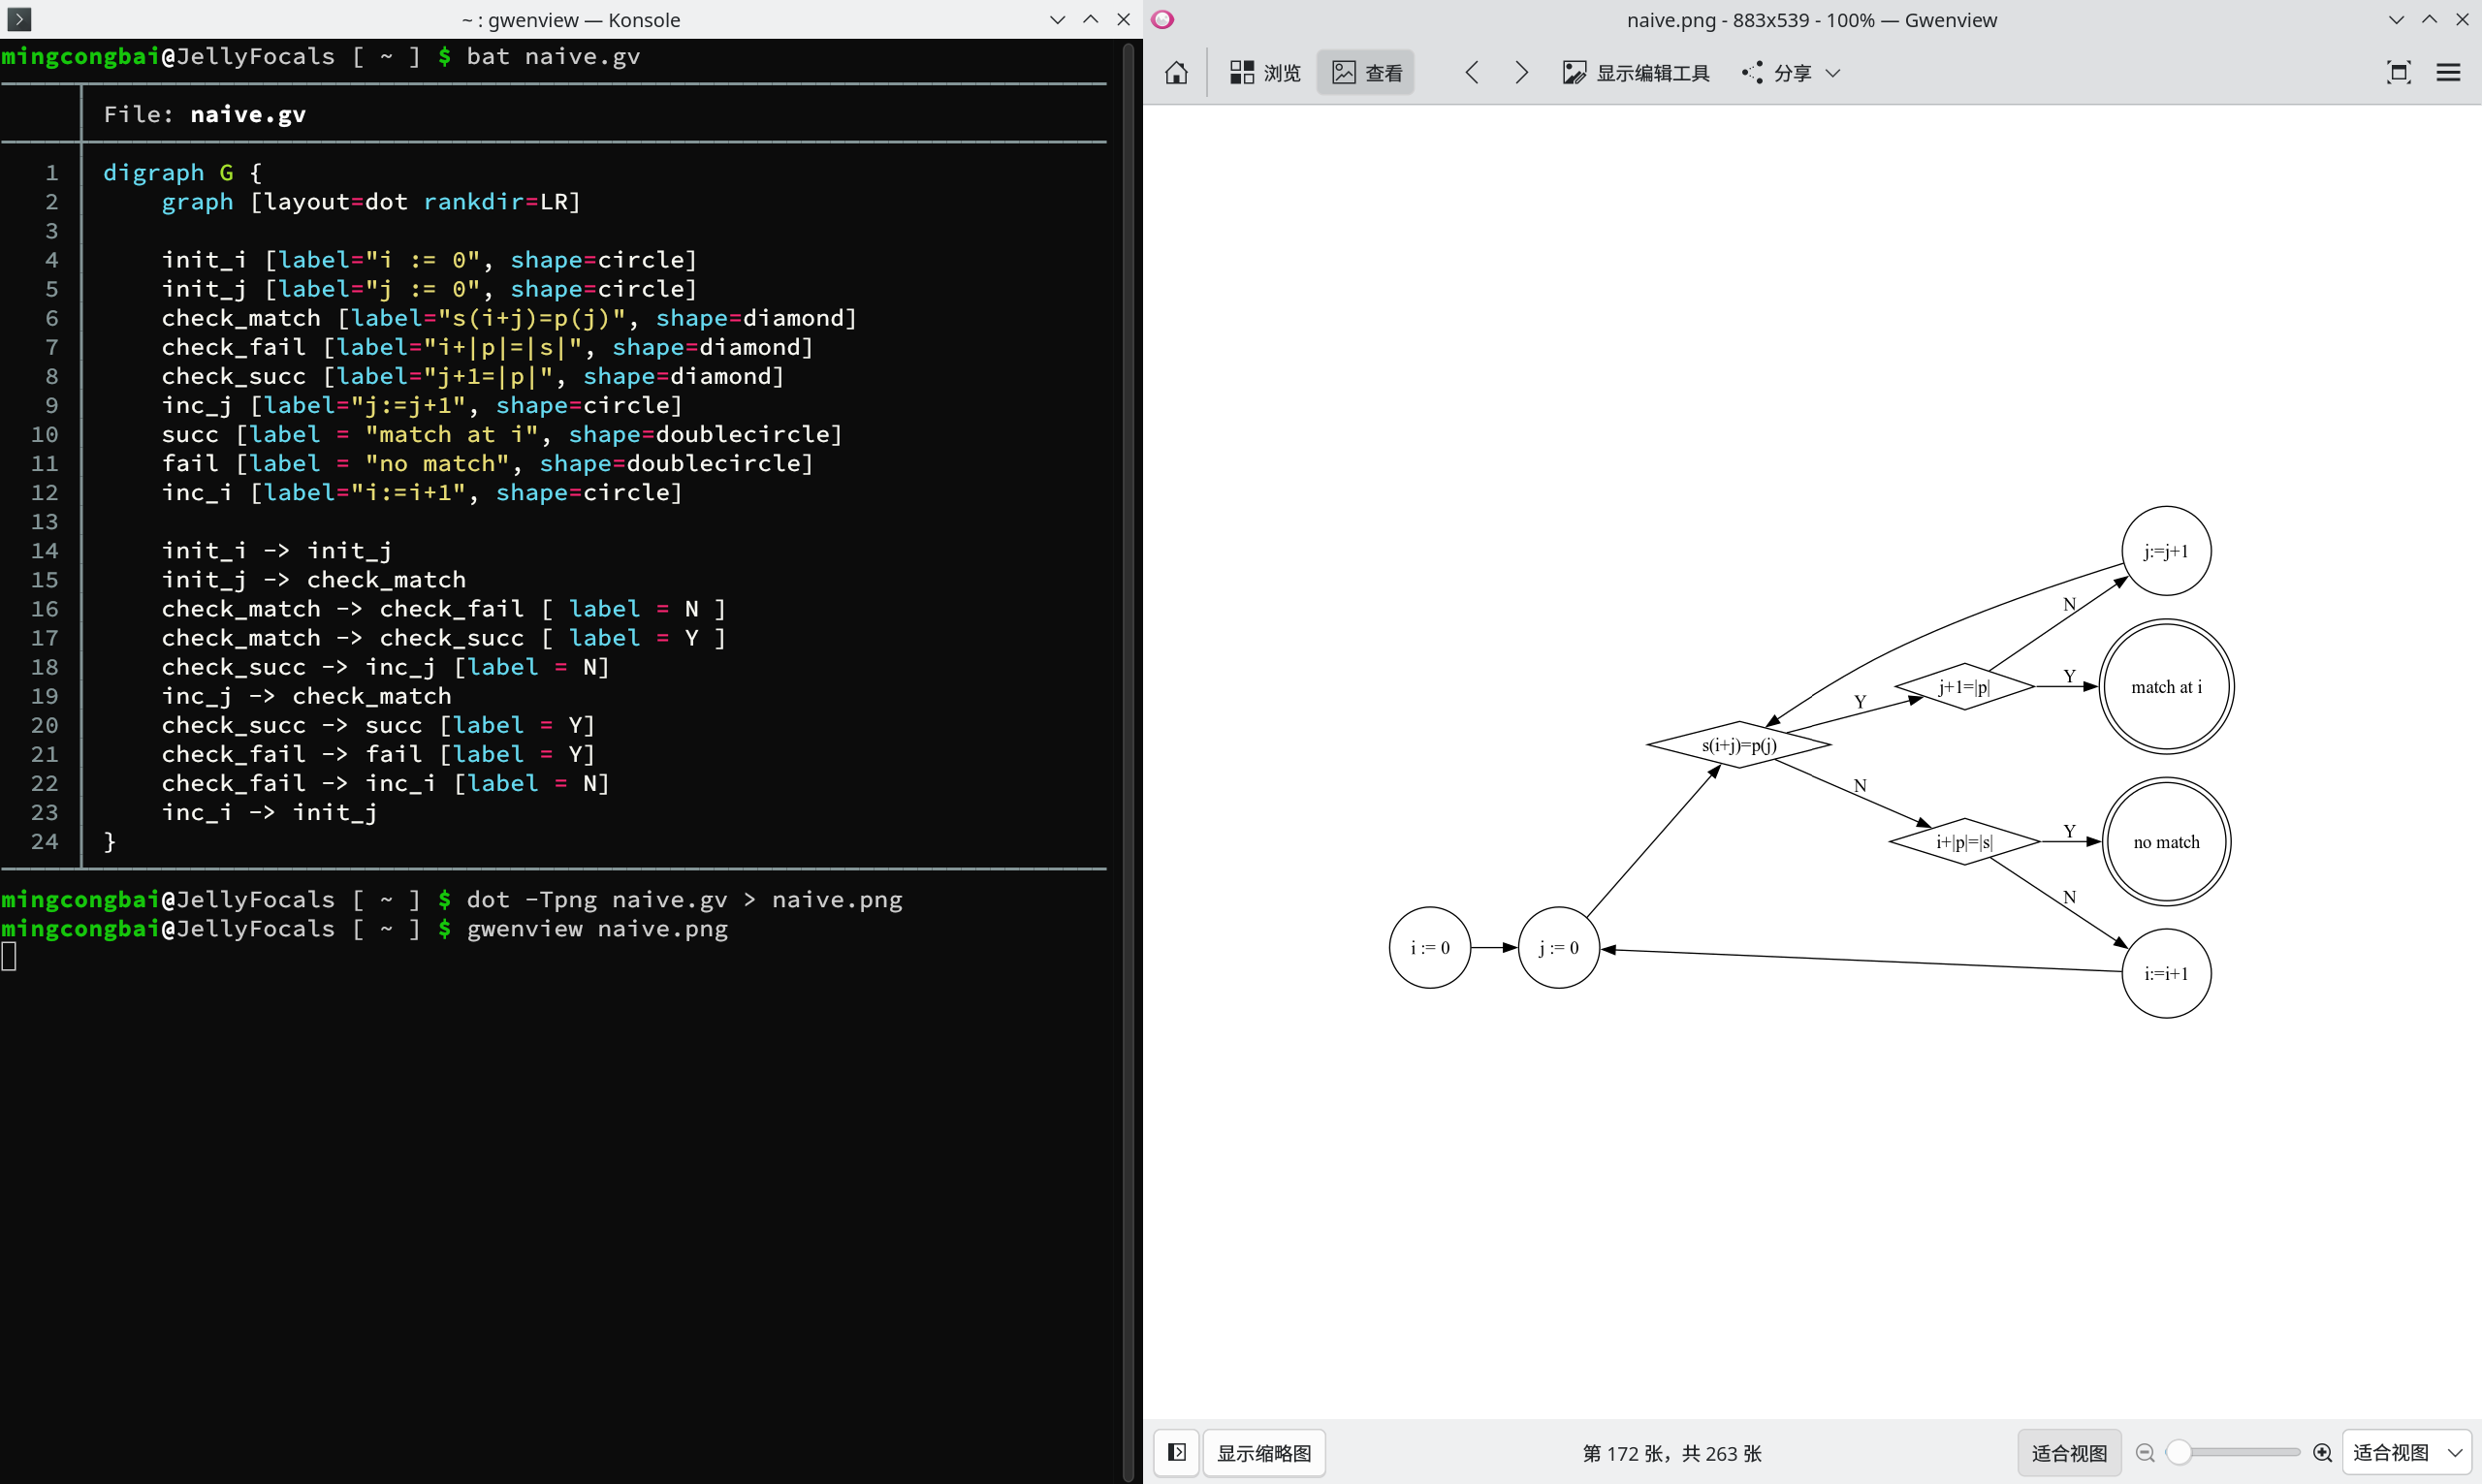 ~ : gwenview — Konsole
mingcongbai@JellyFocals [ ~ ] $ bat naive.gv
File: naive.gv
1 digraph G {
2     graph [layout=dot rankdir=LR]
3
4     init_i [label="i := 0", shape=circle]
5     init_j [label="j := 0", shape=circle]
6     check_match [label="s(i+j)=p(j)", shape=diamond]
7     check_fail [label="i+|p|=|s|", shape=diamond]
8     check_succ [label="j+1=|p|", shape=diamond]
9     inc_j [label="j:=j+1", shape=circle]
10     succ [label = "match at i", shape=doublecircle]
11     fail [label = "no match", shape=doublecircle]
12     inc_i [label="i:=i+1", shape=circle]
13
14     init_i -> init_j
15     init_j -> check_match
16     check_match -> check_fail [ label = N ]
17     check_match -> check_succ [ label = Y ]
18     check_succ -> inc_j [label = N]
19     inc_j -> check_match
20     check_succ -> succ [label = Y]
21     check_fail -> fail [label = Y]
22     check_fail -> inc_i [label = N]
23     inc_i -> init_j
24 }
mingcongbai@JellyFocals [ ~ ] $ dot -Tpng naive.gv > naive.png
mingcongbai@JellyFocals [ ~ ] $ gwenview naive.png
naive.png - 883x539 - 100% — Gwenview
浏览 查看 显示编辑工具 分享
j:=j+1
N
j+1=|p| Y match at i
Y
s(i+j)=p(j)
N
i+|p|=|s| Y no match
N
i := 0 j := 0
i:=i+1
显示缩略图 第 172 张，共 263 张 适合视图 适合视图